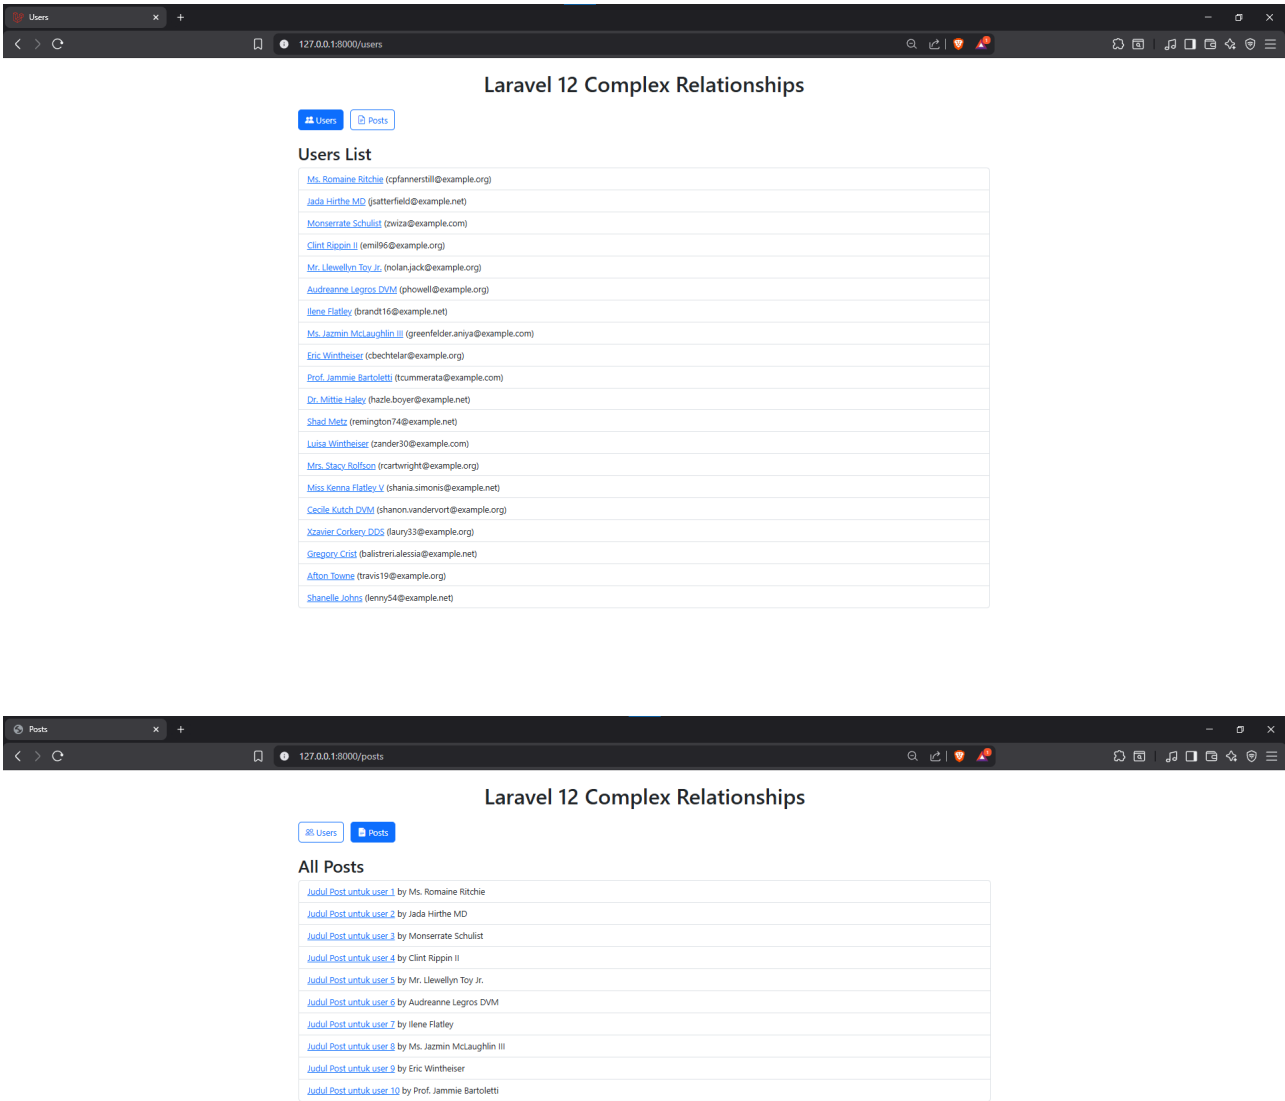 Users
127.0.0.1:8000/users
Laravel 12 Complex Relationships
Users Posts
Users List
Ms. Romaine Ritchie (cpfannerstill@example.org)
Jada Hirthe MD (jsatterfield@example.net)
Monserrate Schulist (zwiza@example.com)
Clint Rippin II (emil96@example.org)
Mr. Llewellyn Toy Jr. (nolan.jack@example.org)
Audreanne Legros DVM (phowell@example.org)
Ilene Flatley (brandt16@example.net)
Ms. Jazmin McLaughlin III (greenfelder.aniya@example.com)
Eric Wintheiser (cbechtelar@example.org)
Prof. Jammie Bartoletti (tcummerata@example.com)
Dr. Mittie Haley (hazle.boyer@example.net)
Shad Metz (remington74@example.net)
Luisa Wintheiser (zander30@example.com)
Mrs. Stacy Rolfson (rcartwright@example.org)
Miss Kenna Flatley V (shania.simonis@example.net)
Cecile Kutch DVM (shanon.vandervort@example.org)
Xzavier Corkery DDS (laury33@example.org)
Gregory Crist (balistreri.alessia@example.net)
Afton Towne (travis19@example.org)
Shanelle Johns (lenny54@example.net)
Posts
127.0.0.1:8000/posts
Laravel 12 Complex Relationships
Users Posts
All Posts
Judul Post untuk user 1 by Ms. Romaine Ritchie
Judul Post untuk user 2 by Jada Hirthe MD
Judul Post untuk user 3 by Monserrate Schulist
Judul Post untuk user 4 by Clint Rippin II
Judul Post untuk user 5 by Mr. Llewellyn Toy Jr.
Judul Post untuk user 6 by Audreanne Legros DVM
Judul Post untuk user 7 by Ilene Flatley
Judul Post untuk user 8 by Ms. Jazmin McLaughlin III
Judul Post untuk user 9 by Eric Wintheiser
Judul Post untuk user 10 by Prof. Jammie Bartoletti